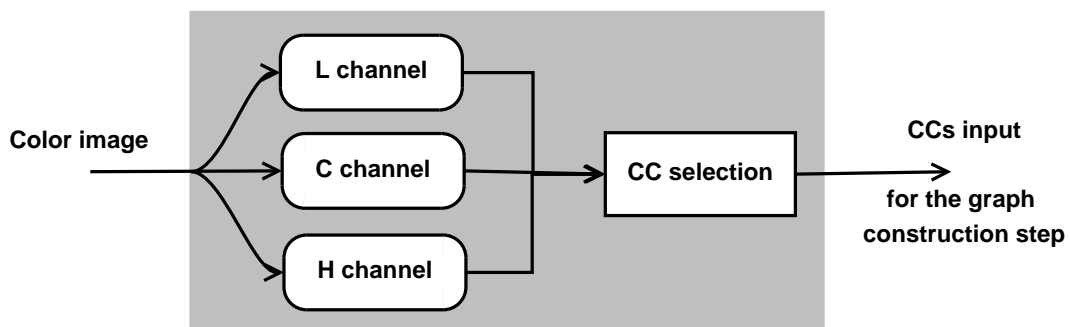 Color image
L channel
C channel
H channel
CC selection
CCs input
for the graph
construction step